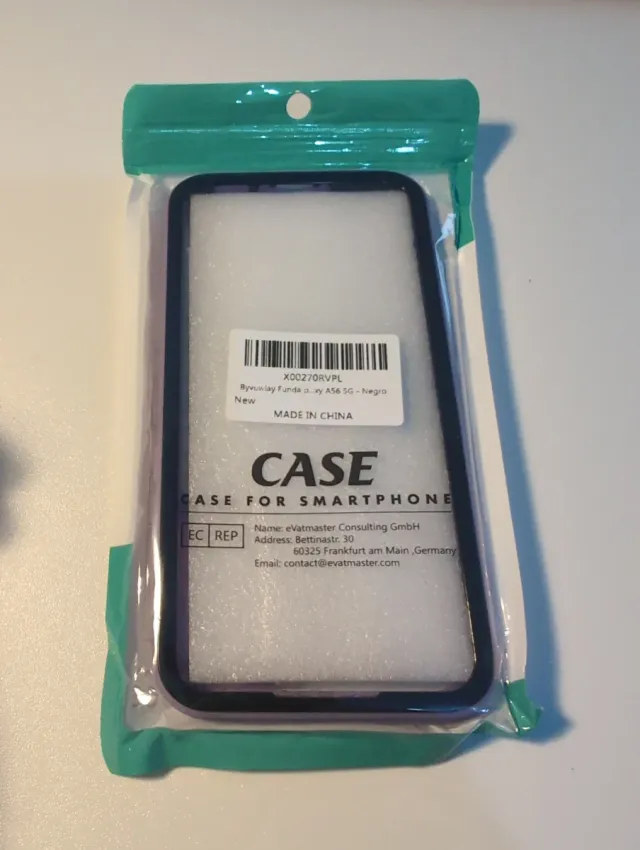 X00270RVPL
Funda p...xy A56 5G - Negro
New
MADE IN CHINA
CASE
CASE FOR SMARTPHONE
EC REP
Name: eVatmaster Consulting GmbH
Address: Bettinastr. 30
60325 Frankfurt am Main ,Germany
Email: contact@evatmaster.com